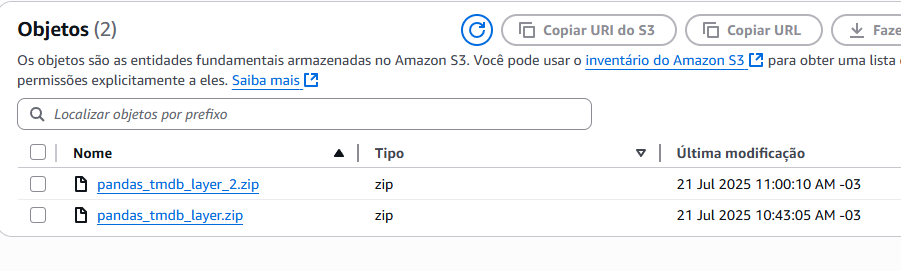 Objetos (2)
Copiar URI do S3
Copiar URL
Os objetos são as entidades fundamentais armazenadas no Amazon S3. Você pode usar o inventário do Amazon S3 para obter uma lista
permissões explicitamente a eles. Saiba mais
Localizar objetos por prefixo
Nome Tipo Última modificação
pandas_tmdb_layer_2.zip zip 21 Jul 2025 11:00:10 AM -03
pandas_tmdb_layer.zip zip 21 Jul 2025 10:43:05 AM -03